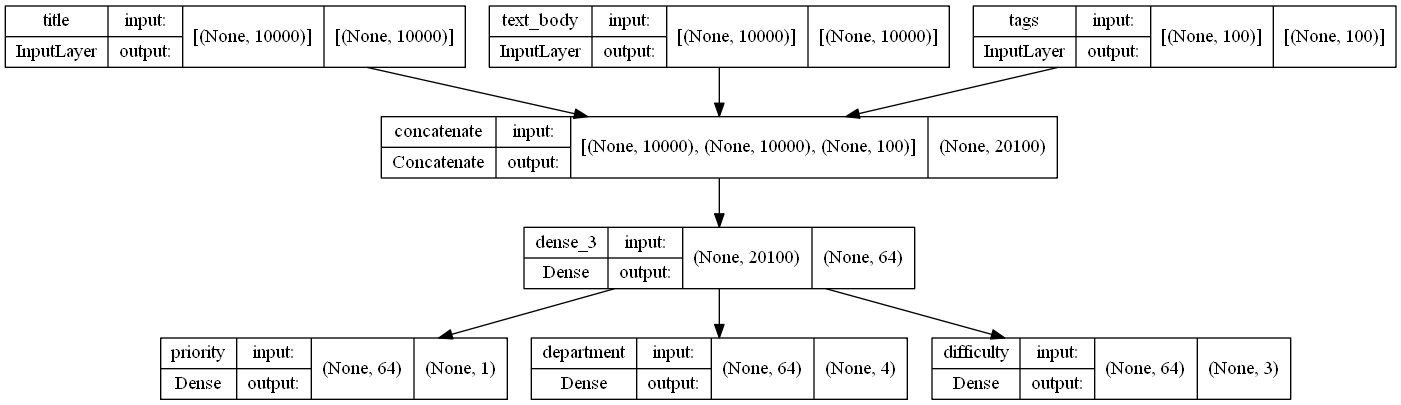 title input: [(None, 10000)] [(None, 10000)]
InputLayer output:
text_body input: [(None, 10000)] [(None, 10000)]
InputLayer output:
tags input: [(None, 100)] [(None, 100)]
InputLayer output:
concatenate input: [(None, 10000), (None, 10000), (None, 100)] (None, 20100)
Concatenate output:
dense_3 input: (None, 20100) (None, 64)
Dense output:
priority input: (None, 64) (None, 1)
Dense output:
department input: (None, 64) (None, 4)
Dense output:
difficulty input: (None, 64) (None, 3)
Dense output: